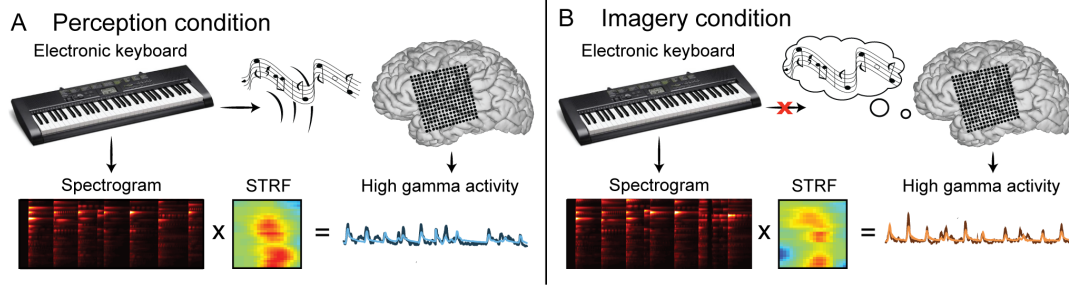 A Perception condition
Electronic keyboard
Spectrogram
STRF
High gamma activity
x
=
B Imagery condition
Electronic keyboard
X
Spectrogram
STRF
High gamma activity
x
=